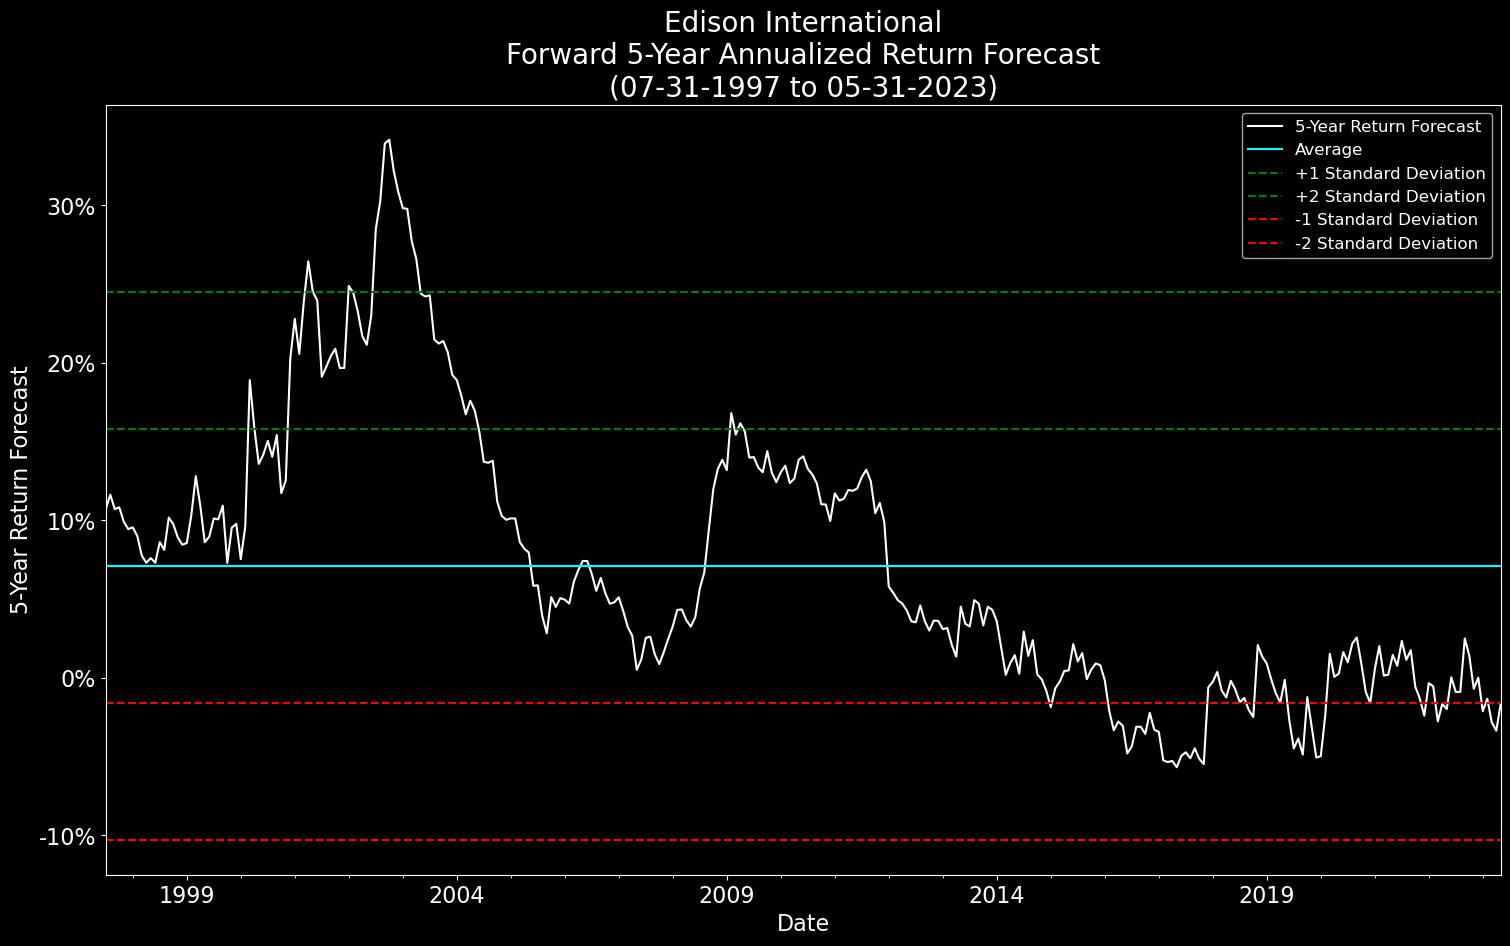 Edison International
Forward 5-Year Annualized Return Forecast
(07-31-1997 to 05-31-2023)
5-Year Return Forecast
Average
+1 Standard Deviation
+2 Standard Deviation
-1 Standard Deviation
-2 Standard Deviation
5-Year Return Forecast
30%
20%
10%
0%
-10%
1999
2004
2009
2014
2019
Date